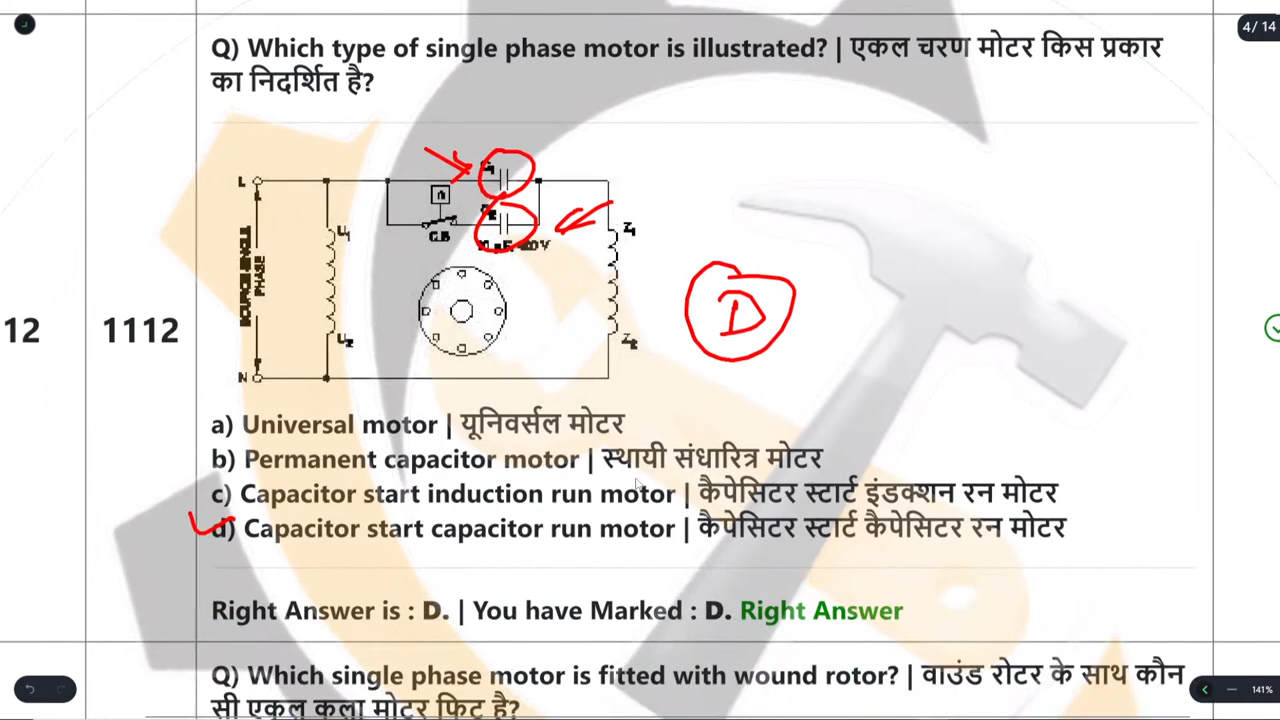 4/ 14
Q) Which type of single phase motor is illustrated? | एकल चरण मोटर किस प्रकार
का निदर्शित है?
L
n
C.S
U₁
Z₁
SOURCE SINGLE
PHASE
U₂
Z₂
N
D
12
1112
a) Universal motor | यूनिवर्सल मोटर
b) Permanent capacitor motor | स्थायी संधारित्र मोटर
c) Capacitor start induction run motor | कैपेसिटर स्टार्ट इंडक्शन रन मोटर
d) Capacitor start capacitor run motor | कैपेसिटर स्टार्ट कैपेसिटर रन मोटर
Right Answer is : D. | You have Marked : D. Right Answer
Q) Which single phase motor is fitted with wound rotor? | वाउंड रोटर के साथ कौन
सी एकल कला मोटर फिट है?
141%